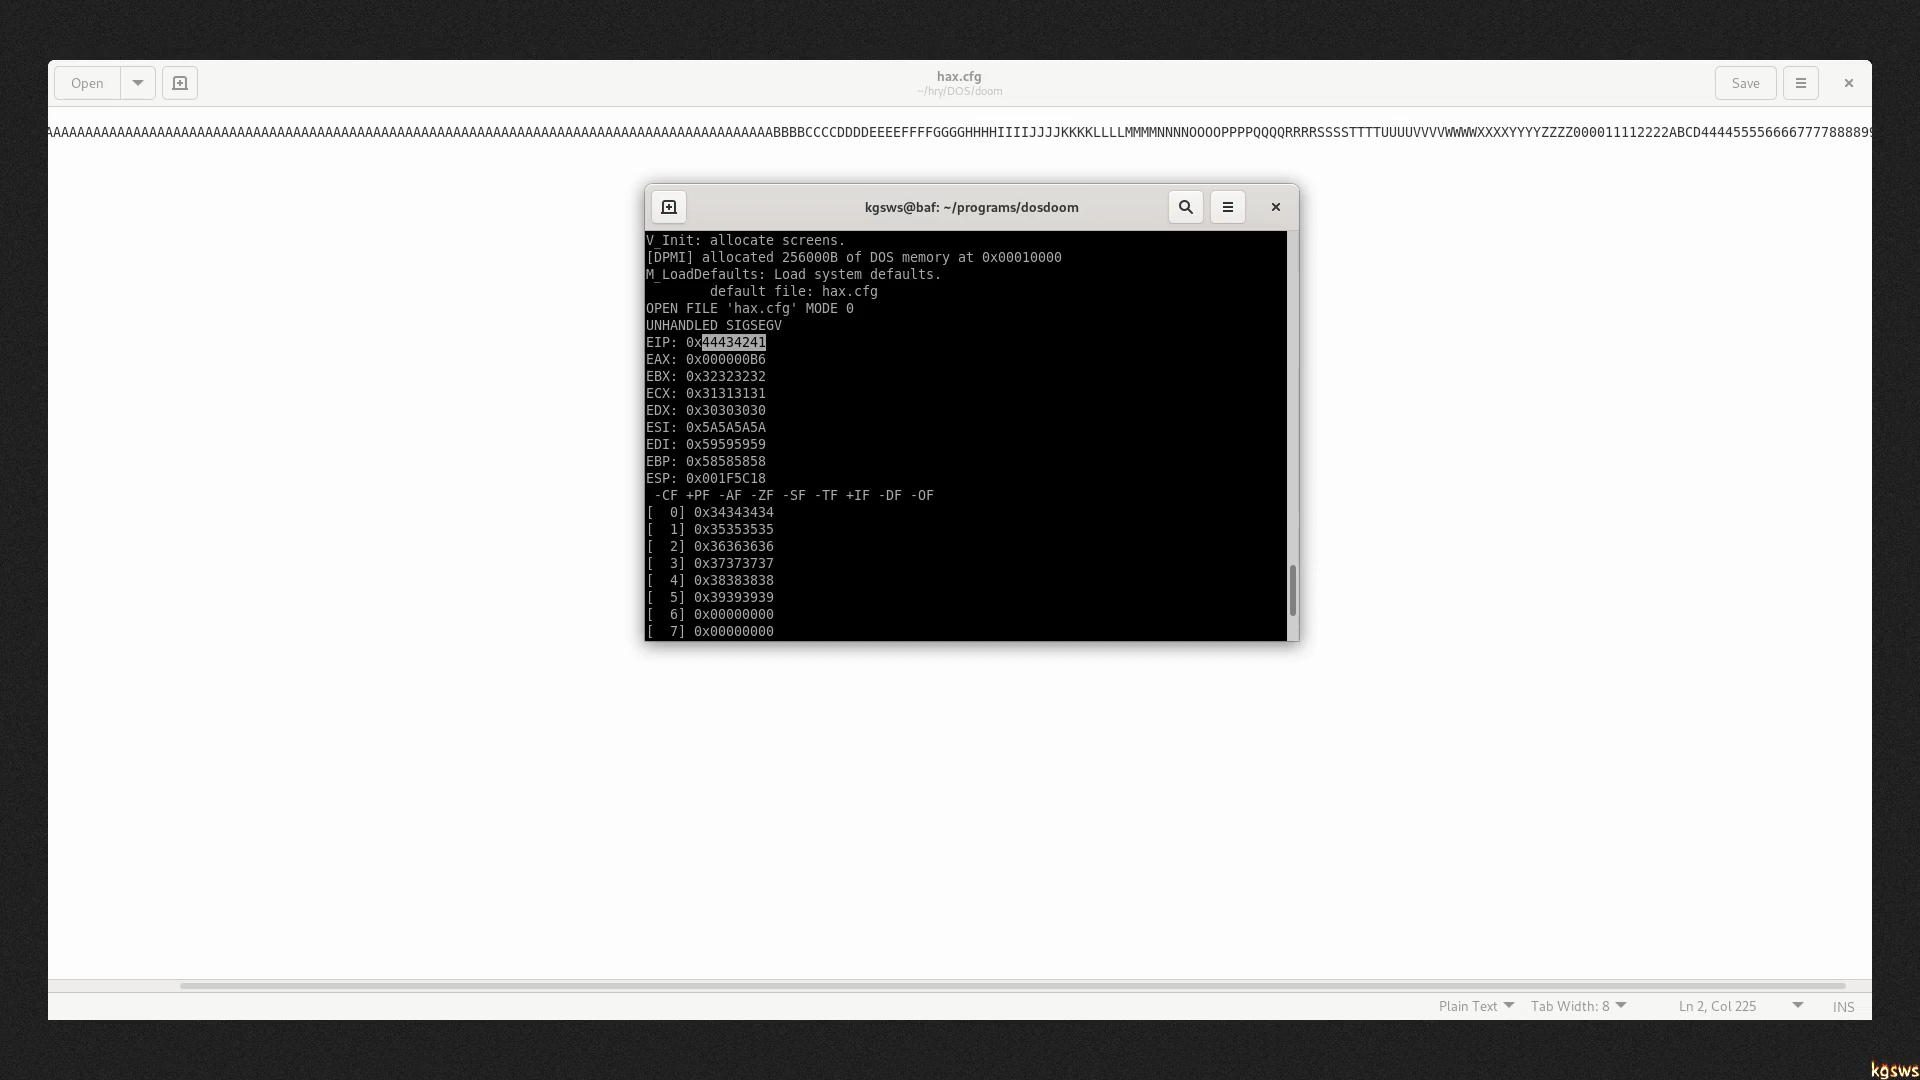 Open
hax.cfg
~/hry/DOS/doom
Save
BBBBCCCCDDDDEEEEFFFFGGGGHHHHIIIIJJJJKKKKLLLLMMMMNNNNOOOOPPPPQQQQRRRRSSSSTTTTUUUUVVVVWWWWXXXXYYYYZZZZ000011112222ABCD444455556666777788889
kgsws@baf: ~/programs/dosdoom
V_Init: allocate screens.
[DPMI] allocated 256000B of DOS memory at 0x00010000
M_LoadDefaults: Load system defaults.
default file: hax.cfg
OPEN FILE 'hax.cfg' MODE 0
UNHANDLED SIGSEGV
EIP: 0x44434241
EAX: 0x000000B6
EBX: 0x32323232
ECX: 0x31313131
EDX: 0x30303030
ESI: 0x5A5A5A5A
EDI: 0x59595959
EBP: 0x58585858
ESP: 0x001F5C18
-CF +PF -AF -ZF -SF -TF +IF -DF -OF
[  0] 0x34343434
[  1] 0x35353535
[  2] 0x36363636
[  3] 0x37373737
[  4] 0x38383838
[  5] 0x39393939
[  6] 0x00000000
[  7] 0x00000000
Plain Text
Tab Width: 8
Ln 2, Col 225
INS
kgsws